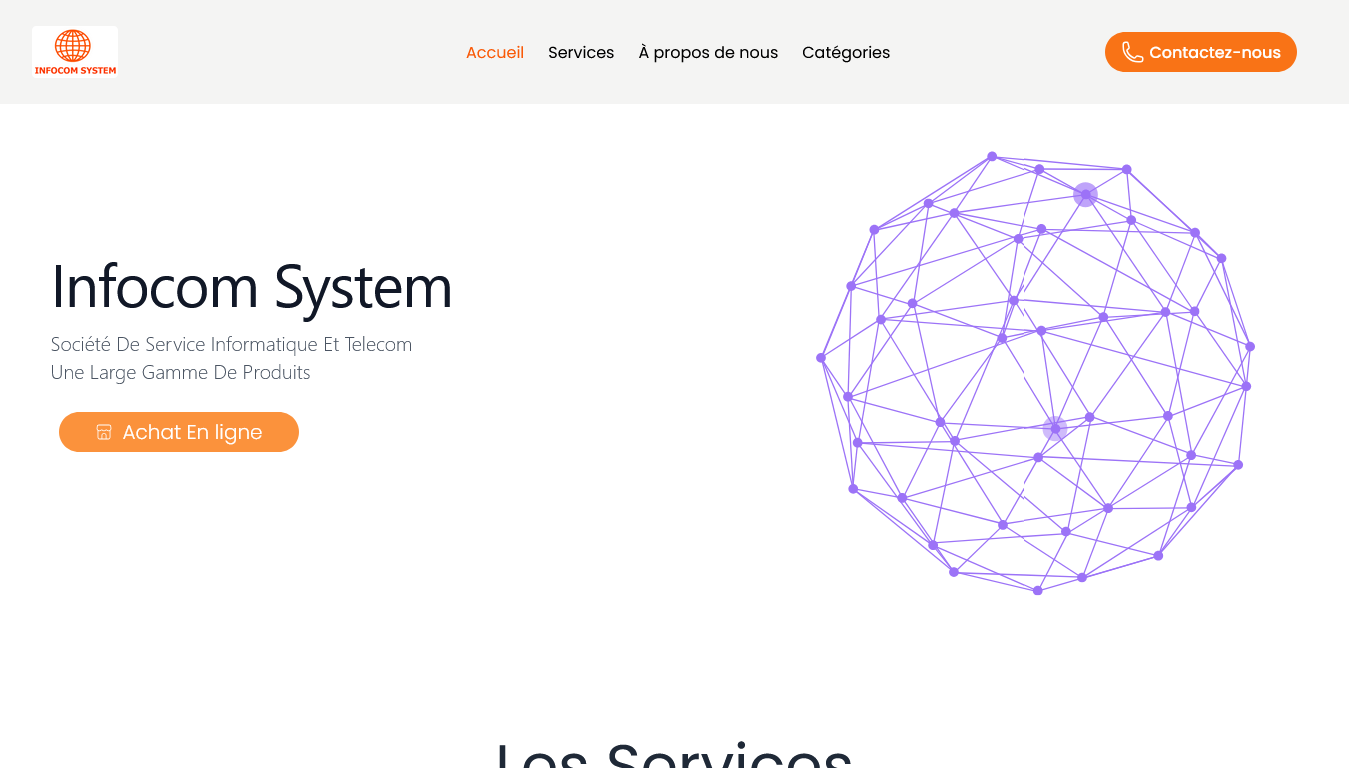 INFOCOM SYSTEM
Accueil
Services
À propos de nous
Catégories
Contactez-nous
Infocom System
Société De Service Informatique Et Telecom
Une Large Gamme De Produits
Achat En ligne
Les Services